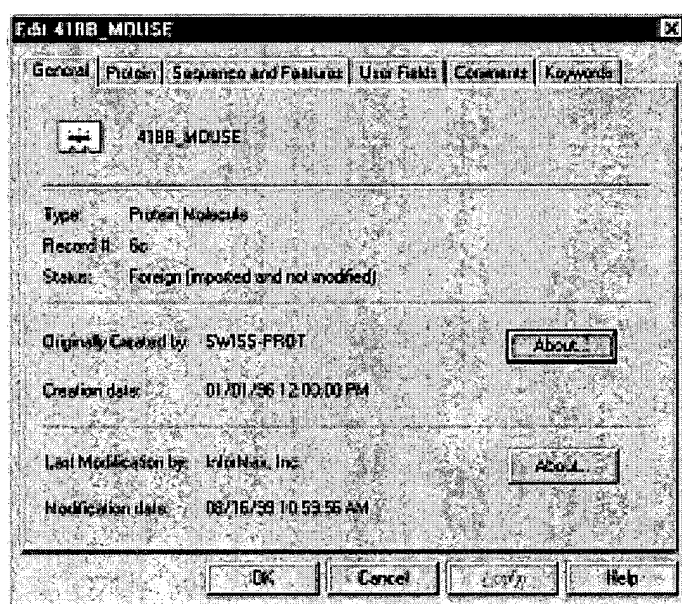 Edit 41BB_MOUSE
General Protein Sequence and Features User Fields Comments Keywords
41BB_MOUSE
Type: Protein Molecule
Record #: 6c
Status: Foreign (imported and not modified)
Originally Created by: SWISS-PROT
About...
Creation date: 01/01/96 12:00:00 PM
Last Modification by: InforMax, Inc.
About...
Modification date: 08/16/99 10:53:56 AM
OK Cancel Apply Help